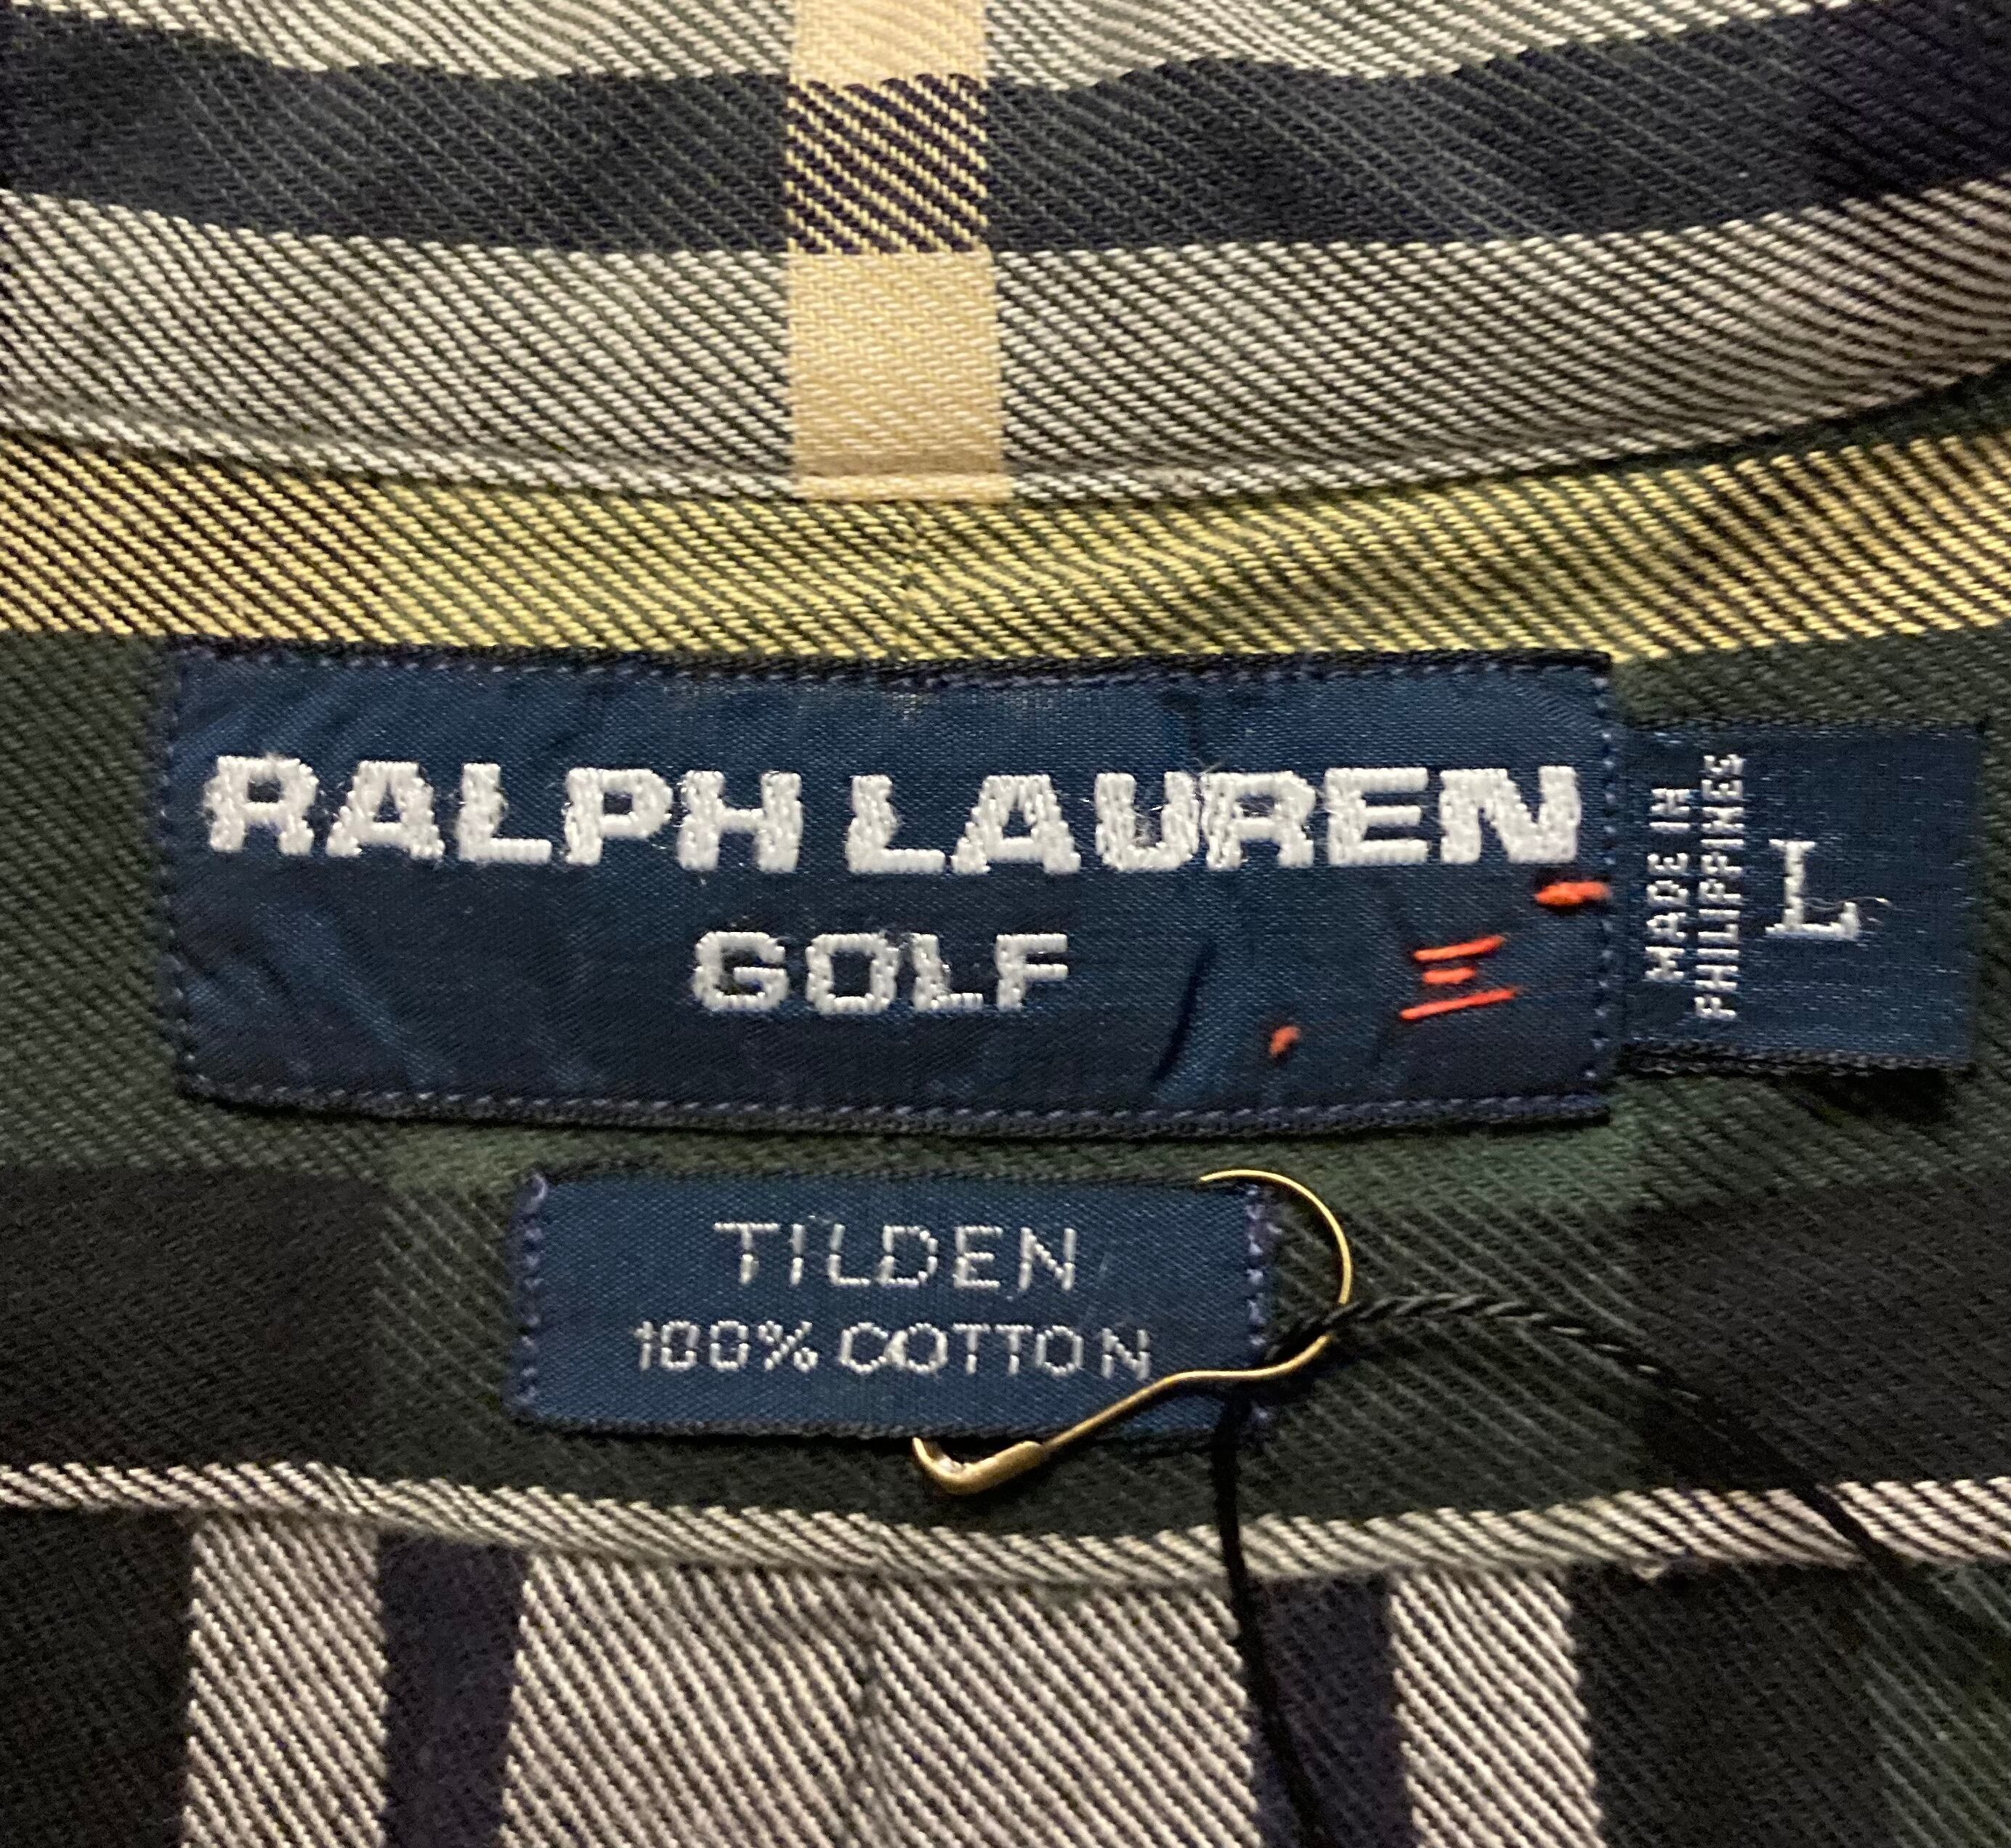 RALPH LAUREN
GOLF
MADE IN
PHILIPPINES
L
TILDEN
100% COTTON